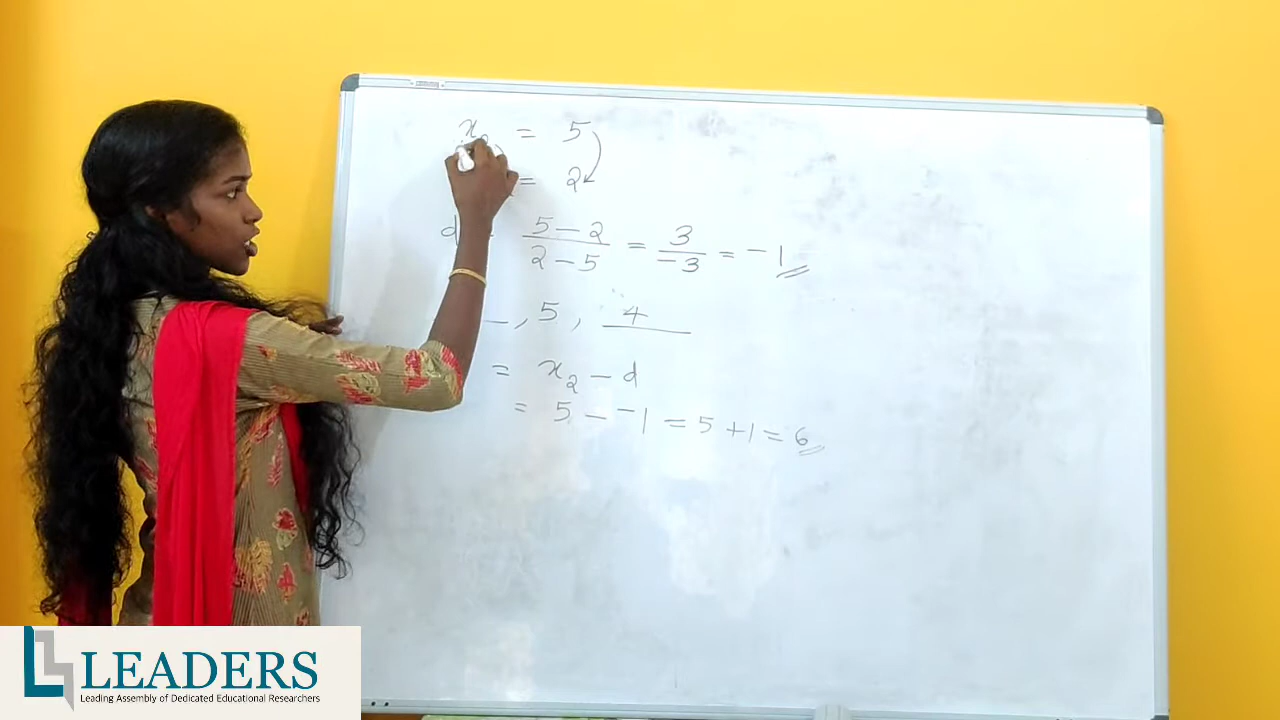 x = 5
= 2
d = 5 – 2 / 2 – 5 = 3 / –3 = –1
_, 5, 4
= x₂ – d
= 5 – –1 = 5 + 1 = 6
LEADERS
Leading Assembly of Dedicated Educational Researchers